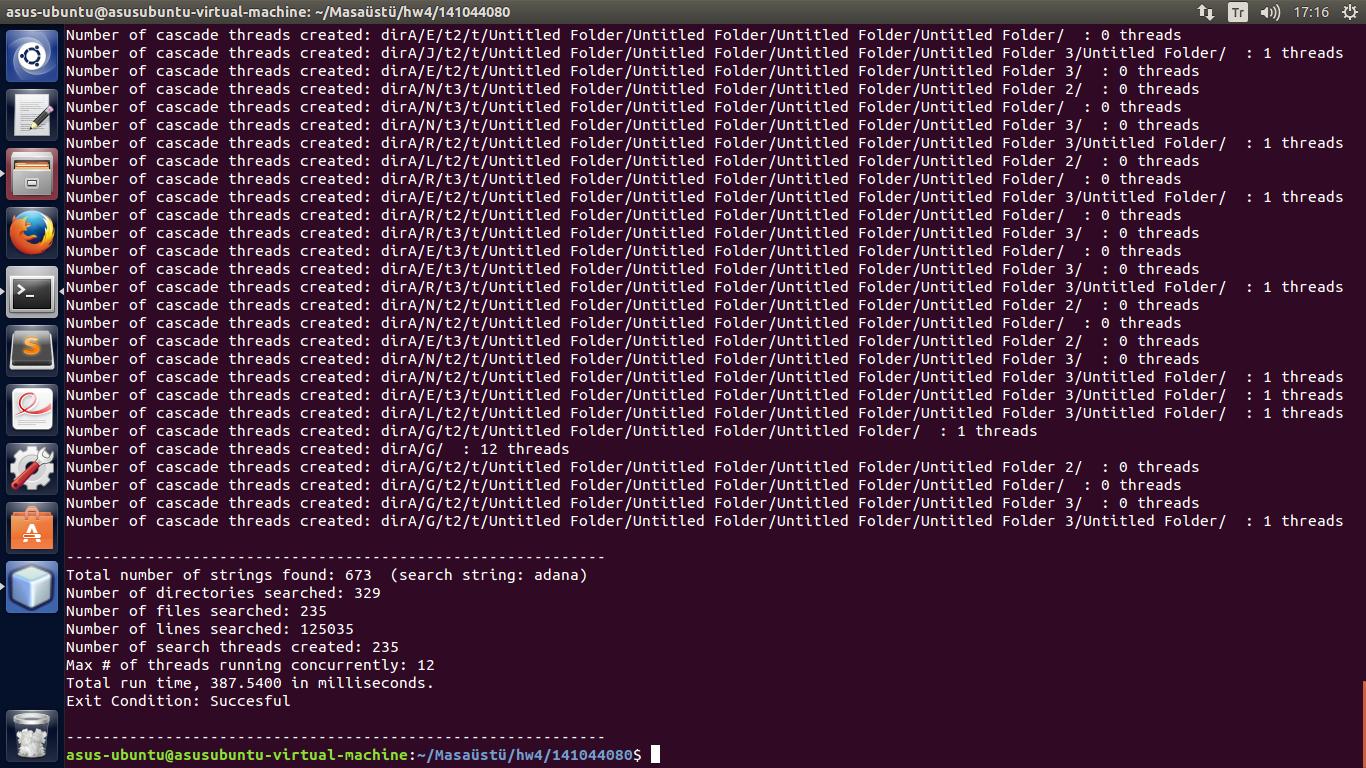 asus-ubuntu@asusubuntu-virtual-machine: ~/Masaüstü/hw4/141044080
Tr
17:16
Number of cascade threads created: dirA/E/t2/t/Untitled Folder/Untitled Folder/Untitled Folder/Untitled Folder/  : 0 threads
Number of cascade threads created: dirA/J/t2/t/Untitled Folder/Untitled Folder/Untitled Folder/Untitled Folder 3/Untitled Folder/  : 1 threads
Number of cascade threads created: dirA/E/t2/t/Untitled Folder/Untitled Folder/Untitled Folder/Untitled Folder 3/  : 0 threads
Number of cascade threads created: dirA/N/t3/t/Untitled Folder/Untitled Folder/Untitled Folder/Untitled Folder 2/  : 0 threads
Number of cascade threads created: dirA/N/t3/t/Untitled Folder/Untitled Folder/Untitled Folder/Untitled Folder/  : 0 threads
Number of cascade threads created: dirA/N/t3/t/Untitled Folder/Untitled Folder/Untitled Folder/Untitled Folder 3/  : 0 threads
Number of cascade threads created: dirA/R/t2/t/Untitled Folder/Untitled Folder/Untitled Folder/Untitled Folder 3/Untitled Folder/  : 1 threads
Number of cascade threads created: dirA/L/t2/t/Untitled Folder/Untitled Folder/Untitled Folder/Untitled Folder 2/  : 0 threads
Number of cascade threads created: dirA/R/t3/t/Untitled Folder/Untitled Folder/Untitled Folder/Untitled Folder/  : 0 threads
Number of cascade threads created: dirA/E/t2/t/Untitled Folder/Untitled Folder/Untitled Folder/Untitled Folder 3/Untitled Folder/  : 1 threads
Number of cascade threads created: dirA/R/t2/t/Untitled Folder/Untitled Folder/Untitled Folder/Untitled Folder/  : 0 threads
Number of cascade threads created: dirA/R/t3/t/Untitled Folder/Untitled Folder/Untitled Folder/Untitled Folder 3/  : 0 threads
Number of cascade threads created: dirA/E/t3/t/Untitled Folder/Untitled Folder/Untitled Folder/Untitled Folder/  : 0 threads
Number of cascade threads created: dirA/E/t3/t/Untitled Folder/Untitled Folder/Untitled Folder/Untitled Folder 3/  : 0 threads
Number of cascade threads created: dirA/R/t3/t/Untitled Folder/Untitled Folder/Untitled Folder/Untitled Folder 3/Untitled Folder/  : 1 threads
Number of cascade threads created: dirA/N/t2/t/Untitled Folder/Untitled Folder/Untitled Folder/Untitled Folder 2/  : 0 threads
Number of cascade threads created: dirA/N/t2/t/Untitled Folder/Untitled Folder/Untitled Folder/Untitled Folder/  : 0 threads
Number of cascade threads created: dirA/E/t3/t/Untitled Folder/Untitled Folder/Untitled Folder/Untitled Folder 2/  : 0 threads
Number of cascade threads created: dirA/N/t2/t/Untitled Folder/Untitled Folder/Untitled Folder/Untitled Folder 3/  : 0 threads
Number of cascade threads created: dirA/N/t2/t/Untitled Folder/Untitled Folder/Untitled Folder/Untitled Folder 3/Untitled Folder/  : 1 threads
Number of cascade threads created: dirA/E/t3/t/Untitled Folder/Untitled Folder/Untitled Folder/Untitled Folder 3/Untitled Folder/  : 1 threads
Number of cascade threads created: dirA/L/t2/t/Untitled Folder/Untitled Folder/Untitled Folder/Untitled Folder 3/Untitled Folder/  : 1 threads
Number of cascade threads created: dirA/G/t2/t/Untitled Folder/Untitled Folder/Untitled Folder/  : 1 threads
Number of cascade threads created: dirA/G/  : 12 threads
Number of cascade threads created: dirA/G/t2/t/Untitled Folder/Untitled Folder/Untitled Folder/Untitled Folder 2/  : 0 threads
Number of cascade threads created: dirA/G/t2/t/Untitled Folder/Untitled Folder/Untitled Folder/Untitled Folder/  : 0 threads
Number of cascade threads created: dirA/G/t2/t/Untitled Folder/Untitled Folder/Untitled Folder/Untitled Folder 3/  : 0 threads
Number of cascade threads created: dirA/G/t2/t/Untitled Folder/Untitled Folder/Untitled Folder/Untitled Folder 3/Untitled Folder/  : 1 threads
------------------------------------------------------------
Total number of strings found: 673  (search string: adana)
Number of directories searched: 329
Number of files searched: 235
Number of lines searched: 125035
Number of search threads created: 235
Max # of threads running concurrently: 12
Total run time, 387.5400 in milliseconds.
Exit Condition: Succesful
------------------------------------------------------------
asus-ubuntu@asusubuntu-virtual-machine:~/Masaüstü/hw4/141044080$